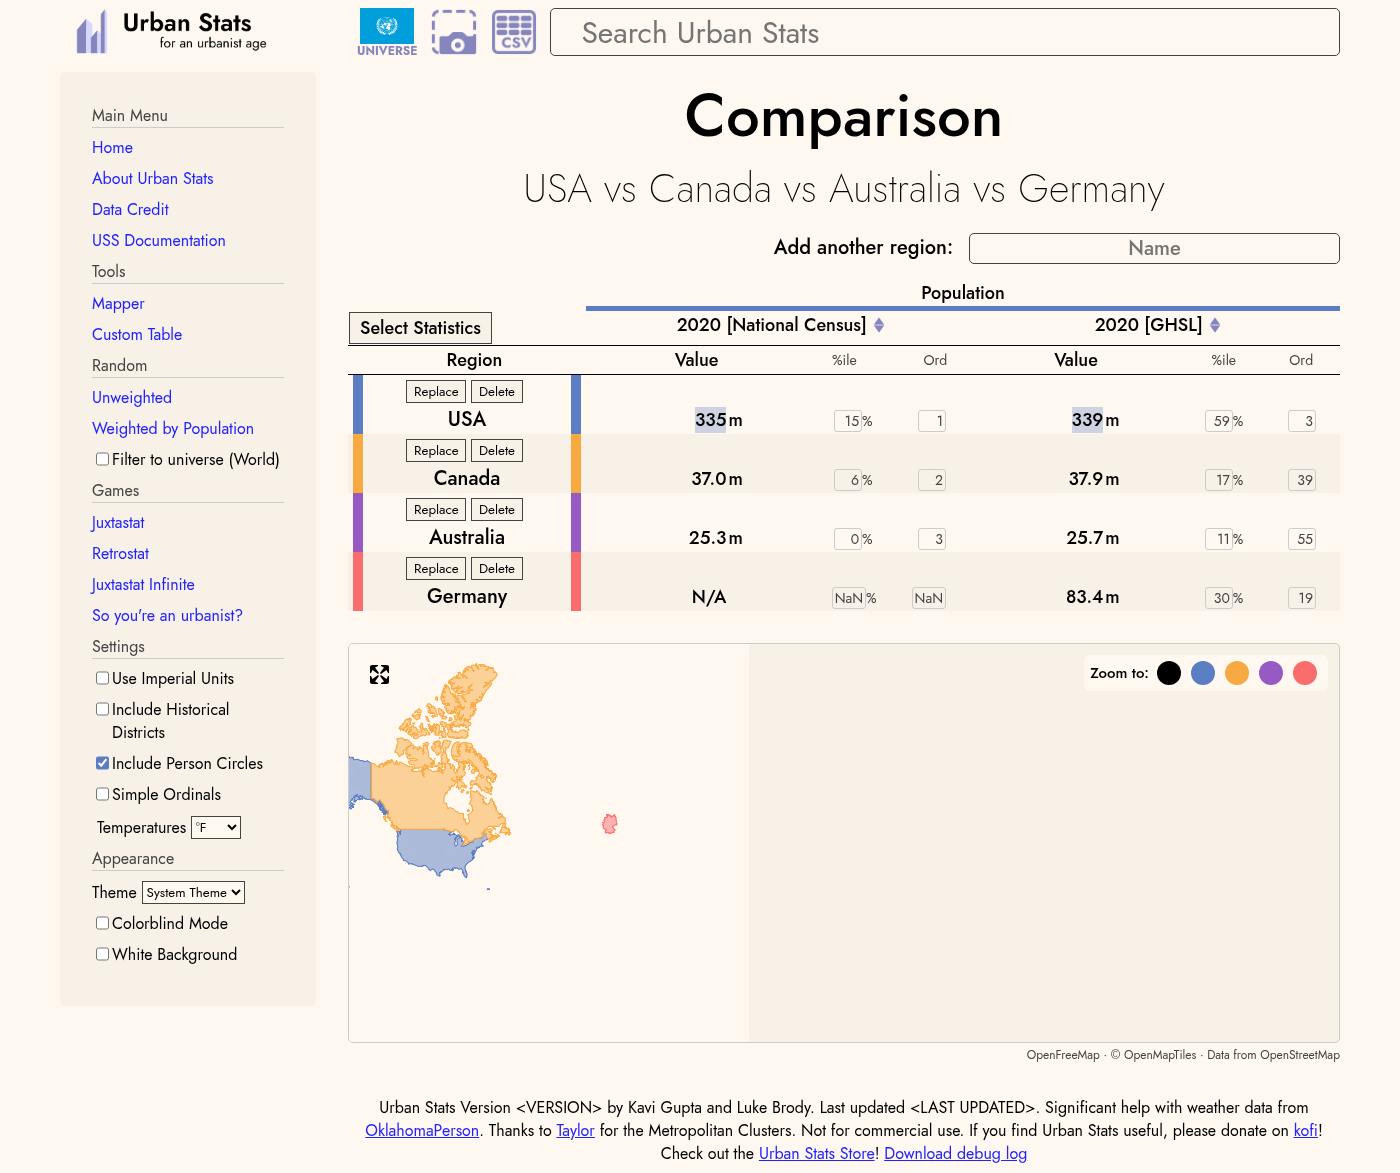 Urban Stats
for an urbanist age
UNIVERSE
CSV
Search Urban Stats
Main Menu
Home
About Urban Stats
Data Credit
USS Documentation
Tools
Mapper
Custom Table
Random
Unweighted
Weighted by Population
Filter to universe (World)
Games
Juxtastat
Retrostat
Juxtastat Infinite
So you're an urbanist?
Settings
Use Imperial Units
Include Historical
Districts
Include Person Circles
Simple Ordinals
Temperatures °F
Appearance
Theme System Theme
Colorblind Mode
White Background
Comparison
USA vs Canada vs Australia vs Germany
Add another region: Name
Population
Select Statistics 2020 [National Census] 2020 [GHSL]
Region Value %ile Ord Value %ile Ord
Replace Delete
USA 335 m 15 % 1 339 m 59 % 3
Replace Delete
Canada 37.0 m 6 % 2 37.9 m 17 % 39
Replace Delete
Australia 25.3 m 0 % 3 25.7 m 11 % 55
Replace Delete
Germany N/A NaN % NaN 83.4 m 30 % 19
Zoom to:
OpenFreeMap · © OpenMapTiles · Data from OpenStreetMap
Urban Stats Version <VERSION> by Kavi Gupta and Luke Brody. Last updated <LAST UPDATED>. Significant help with weather data from
OklahomaPerson. Thanks to Taylor for the Metropolitan Clusters. Not for commercial use. If you find Urban Stats useful, please donate on kofi!
Check out the Urban Stats Store! Download debug log